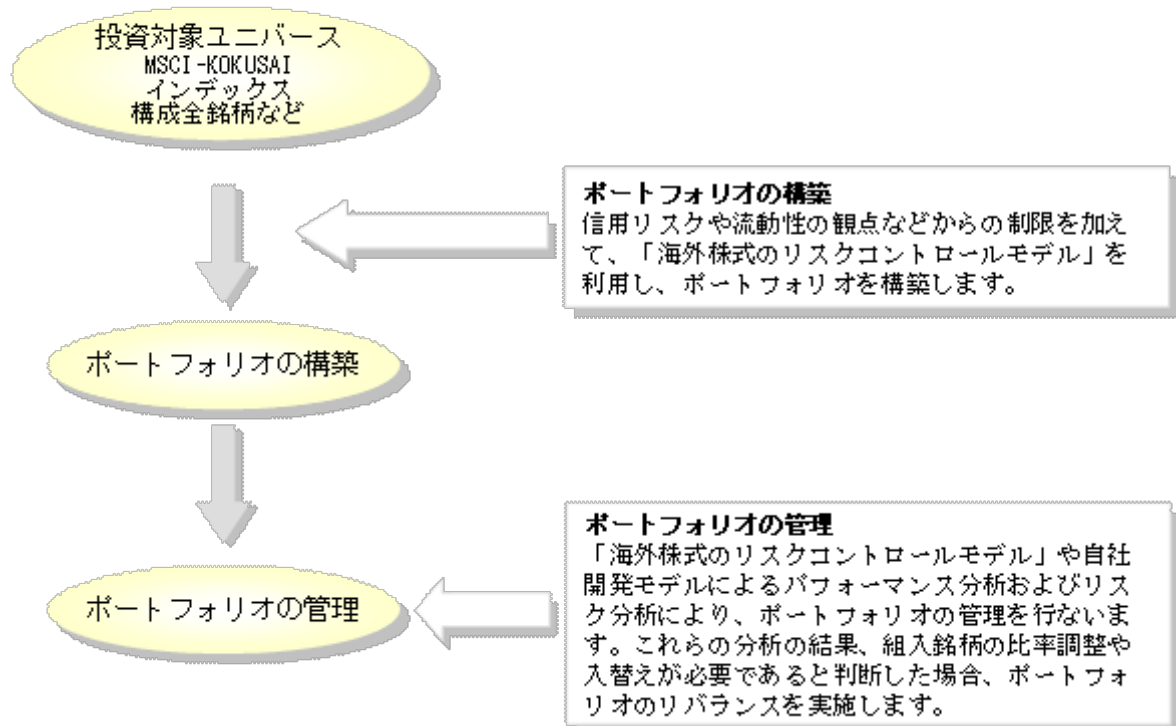 投資対象ユニバース
MSCI-KOKUSAI
インデックス
構成全銘柄など
ポートフォリオの構築
信用リスクや流動性の観点などからの制限を加え
て、「海外株式のリスクコントロールモデル」を
利用し、ポートフォリオを構築します。
ポートフォリオの構築
ポートフォリオの管理
「海外株式のリスクコントロールモデル」や自社
開発モデルによるパフォーマンス分析およびリス
ク分析により、ポートフォリオの管理を行ないま
す。これらの分析の結果、組入銘柄の比率調整や
入替えが必要であると判断した場合、ポートフォ
リオのリバランスを実施します。
ポートフォリオの管理